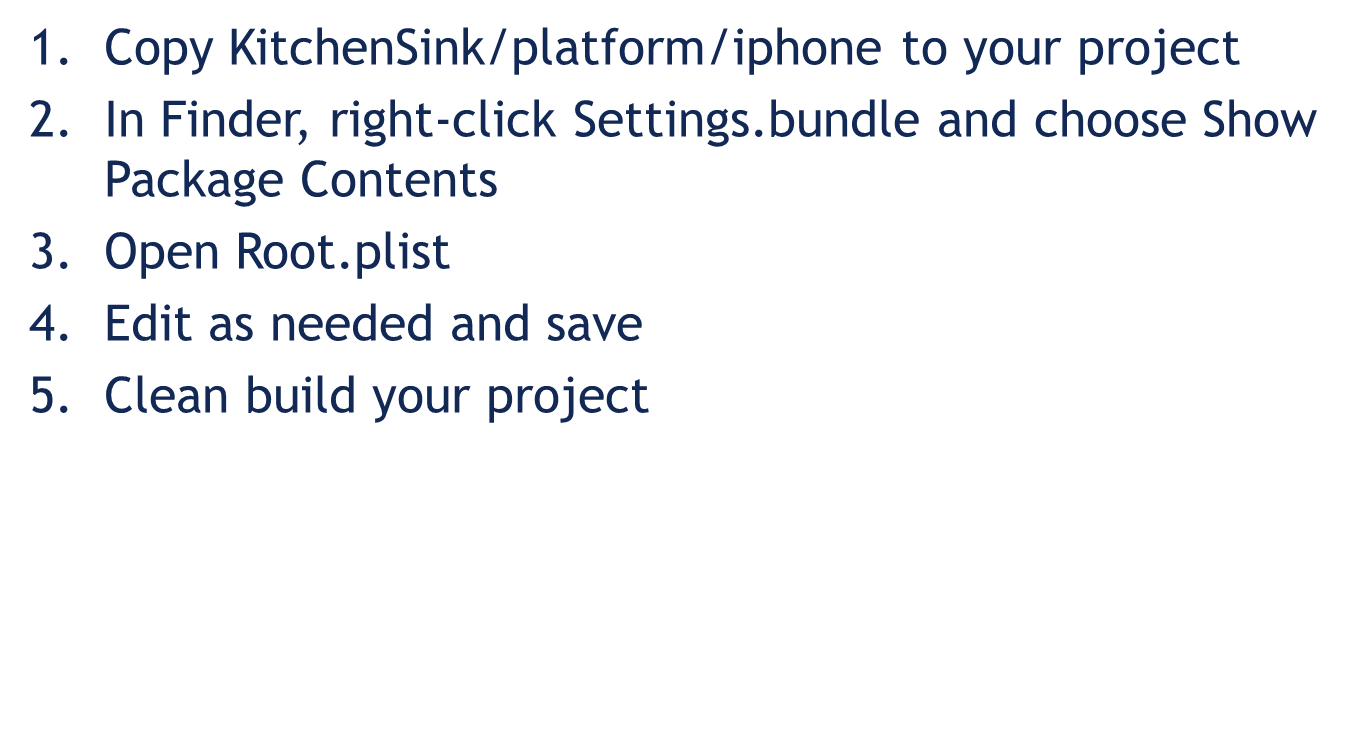 1. Copy KitchenSink/platform/iphone to your project
2. In Finder, right-click Settings.bundle and choose Show
Package Contents
3. Open Root.plist
4. Edit as needed and save
5. Clean build your project